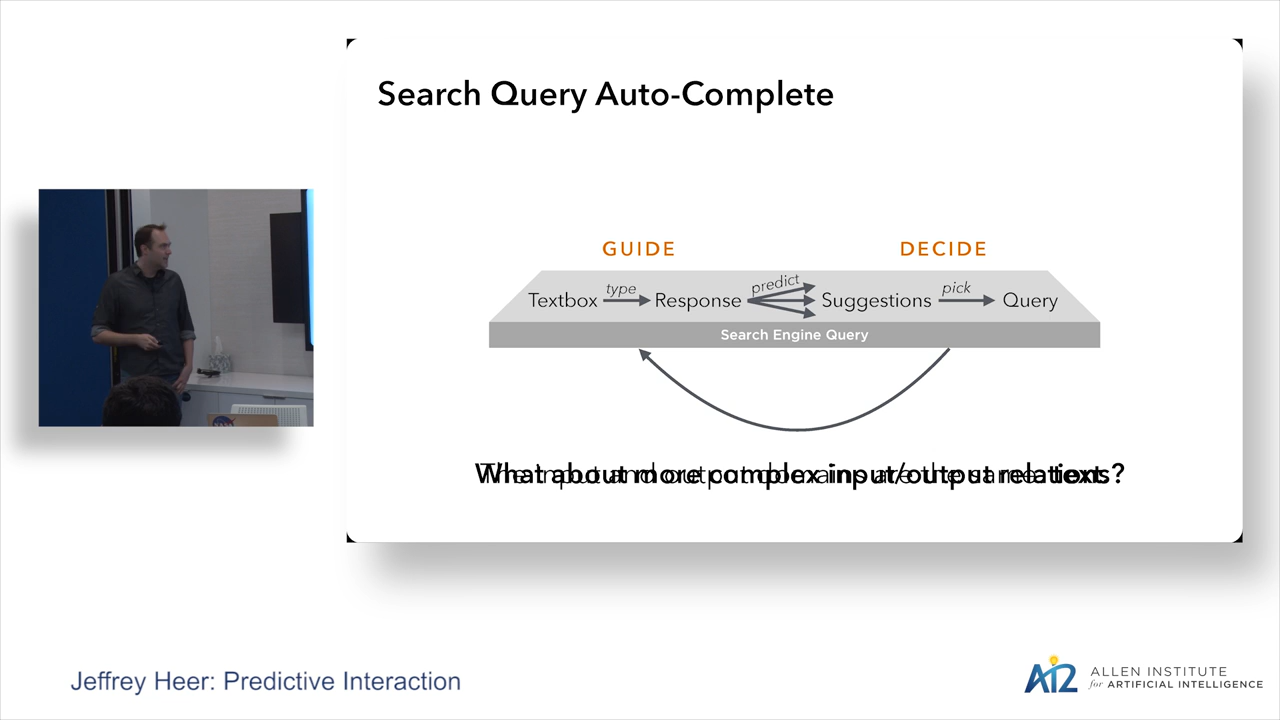 Search Query Auto-Complete
GUIDE
DECIDE
Textbox type Response predict Suggestions pick Query
Search Engine Query
What about more complex input/output relations?
Jeffrey Heer: Predictive Interaction
AI2 ALLEN INSTITUTE
for ARTIFICIAL INTELLIGENCE